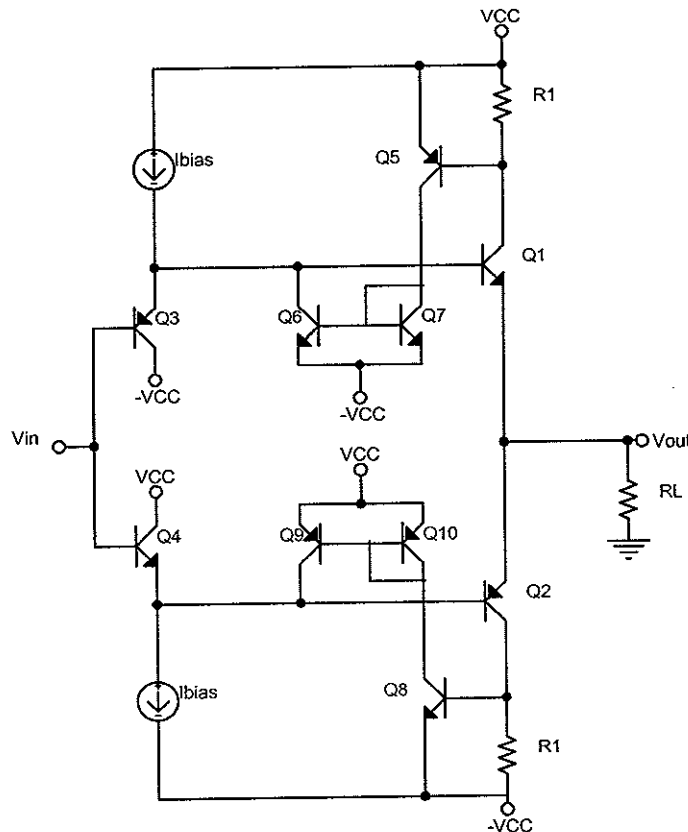 VCC
R1
Ibias
Q5
Q1
Q3
Q6
Q7
-VCC
-VCC
Vin
VCC
VCC
Vout
RL
Q4
Q9
Q10
Q2
Ibias
Q8
R1
-VCC